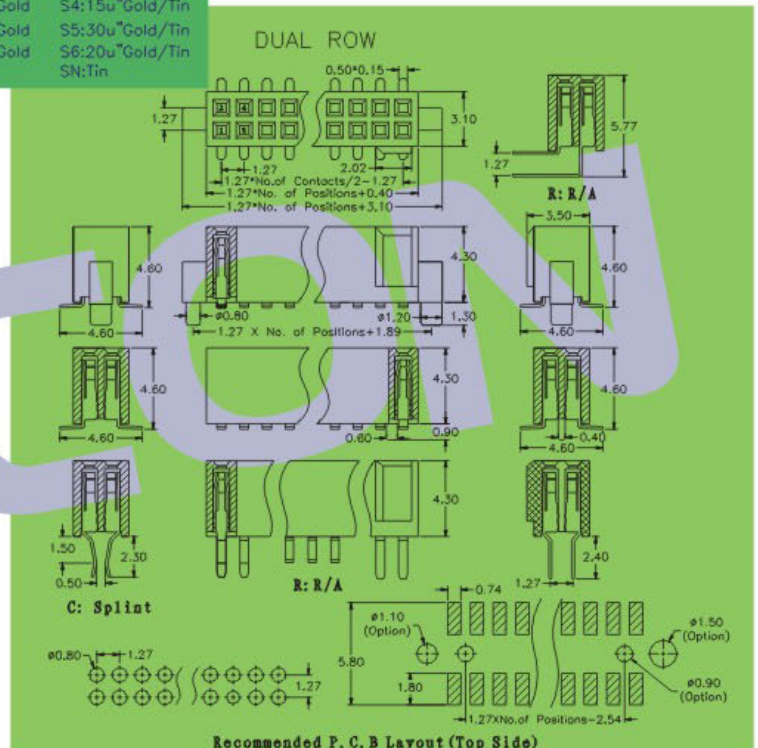 Gold S4:15u"Gold/Tin
Gold S5:30u"Gold/Tin
Gold S6:20u"Gold/Tin
SN:Tin
DUAL ROW
0.50*0.15
1.27
3.10
2 4
1 3
1.27
2.02
1.27*No.of Contacts/2-1.27
1.27*No. of Positions+0.40
1.27*No. of Positions+3.10
5.77
1.27
R: R/A
4.60
4.60
4.30
ø0.80
ø1.20
1.30
1.27 X No. of Positions+1.89
3.50
4.60
4.60
4.60
4.60
4.30
0.60
0.90
4.60
0.40
4.60
1.50
2.30
0.50
C: Splint
4.30
R: R/A
2.40
1.27
ø0.80
1.27
1.27
0.74
ø1.10
(Option)
ø1.50
(Option)
5.80
1.80
ø0.90
(Option)
1.27XNo.of Positions-2.54
Recommended P.C.B Layout(Top Side)
CON